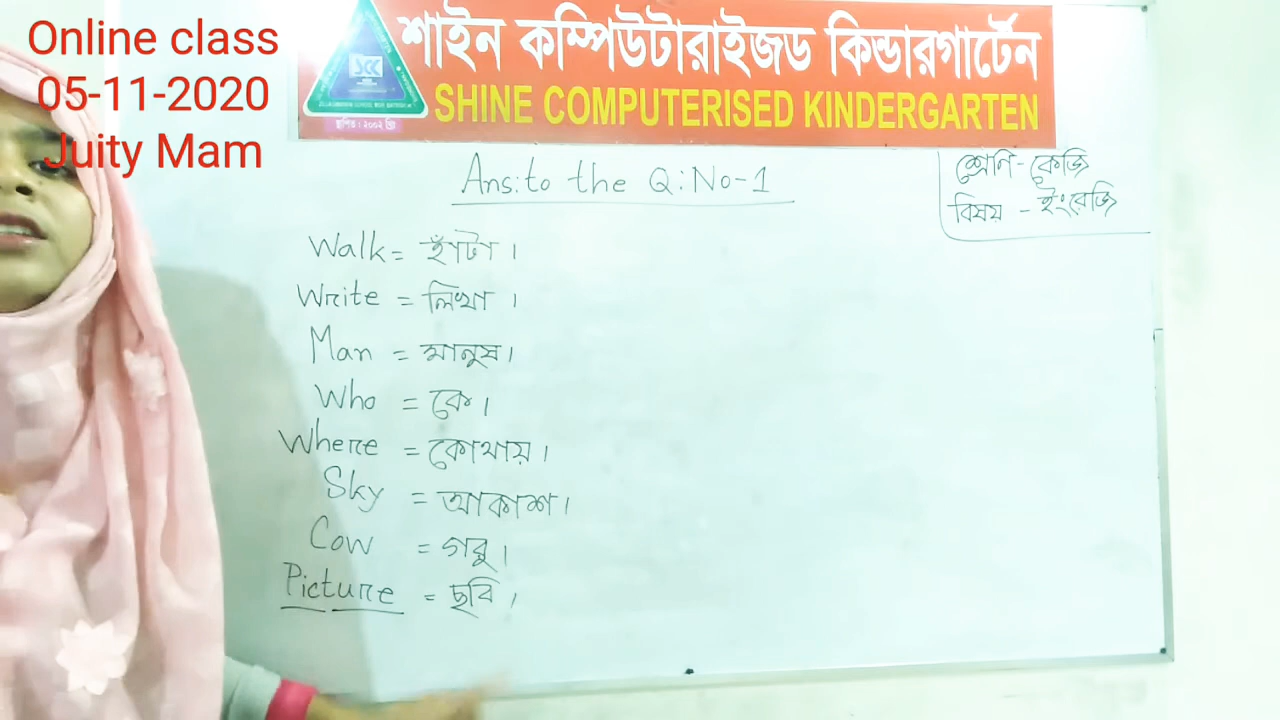 Online class
05-11-2020
Juity Mam
শাইন কম্পিউটারাইজড কিন্ডারগার্টেন
SHINE COMPUTERISED KINDERGARTEN
স্থাপিত : ২০০২ খ্রিঃ
শ্রেণি - কেজি
বিষয় - ইংরেজি
Ans: to the Q: No-1
Walk = হাঁটা।
Write = লিখা।
Man = মানুষ।
Who = কে।
Where = কোথায়।
Sky = আকাশ।
Cow = গরু।
Picture = ছবি।